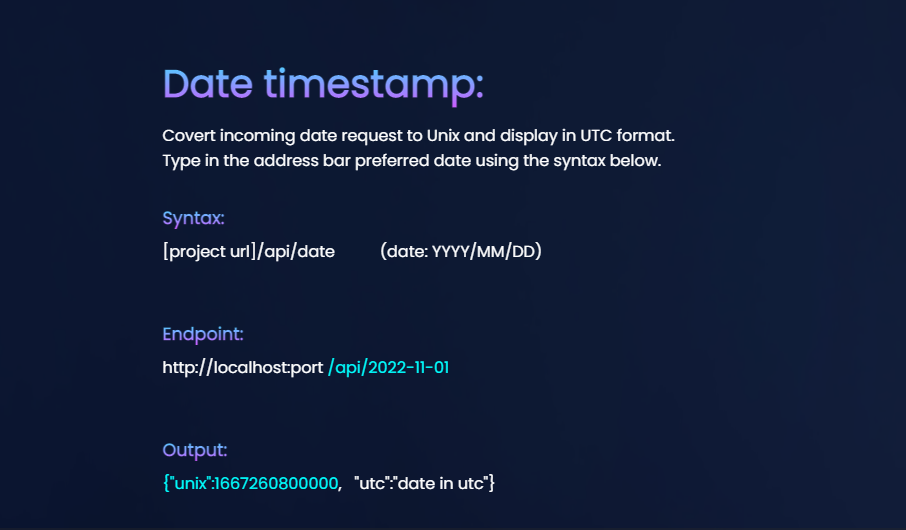 Date timestamp:
Covert incoming date request to Unix and display in UTC format.
Type in the address bar preferred date using the syntax below.
Syntax:
[project url]/api/date (date: YYYY/MM/DD)
Endpoint:
http://localhost:port /api/2022-11-01
Output:
{"unix":1667260800000, "utc":"date in utc"}